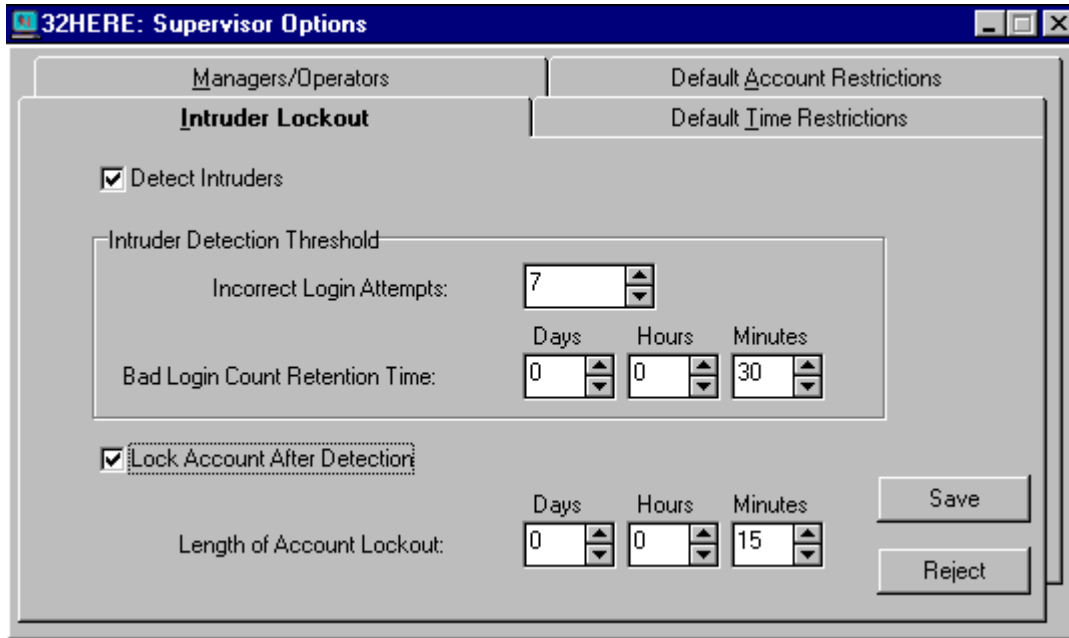 32HERE: Supervisor Options
Managers/Operators
Default Account Restrictions
Intruder Lockout
Default Time Restrictions
Detect Intruders
Intruder Detection Threshold
Incorrect Login Attempts: 7
Days Hours Minutes
Bad Login Count Retention Time: 0 0 30
Lock Account After Detection
Days Hours Minutes
Length of Account Lockout: 0 0 15
Save
Reject